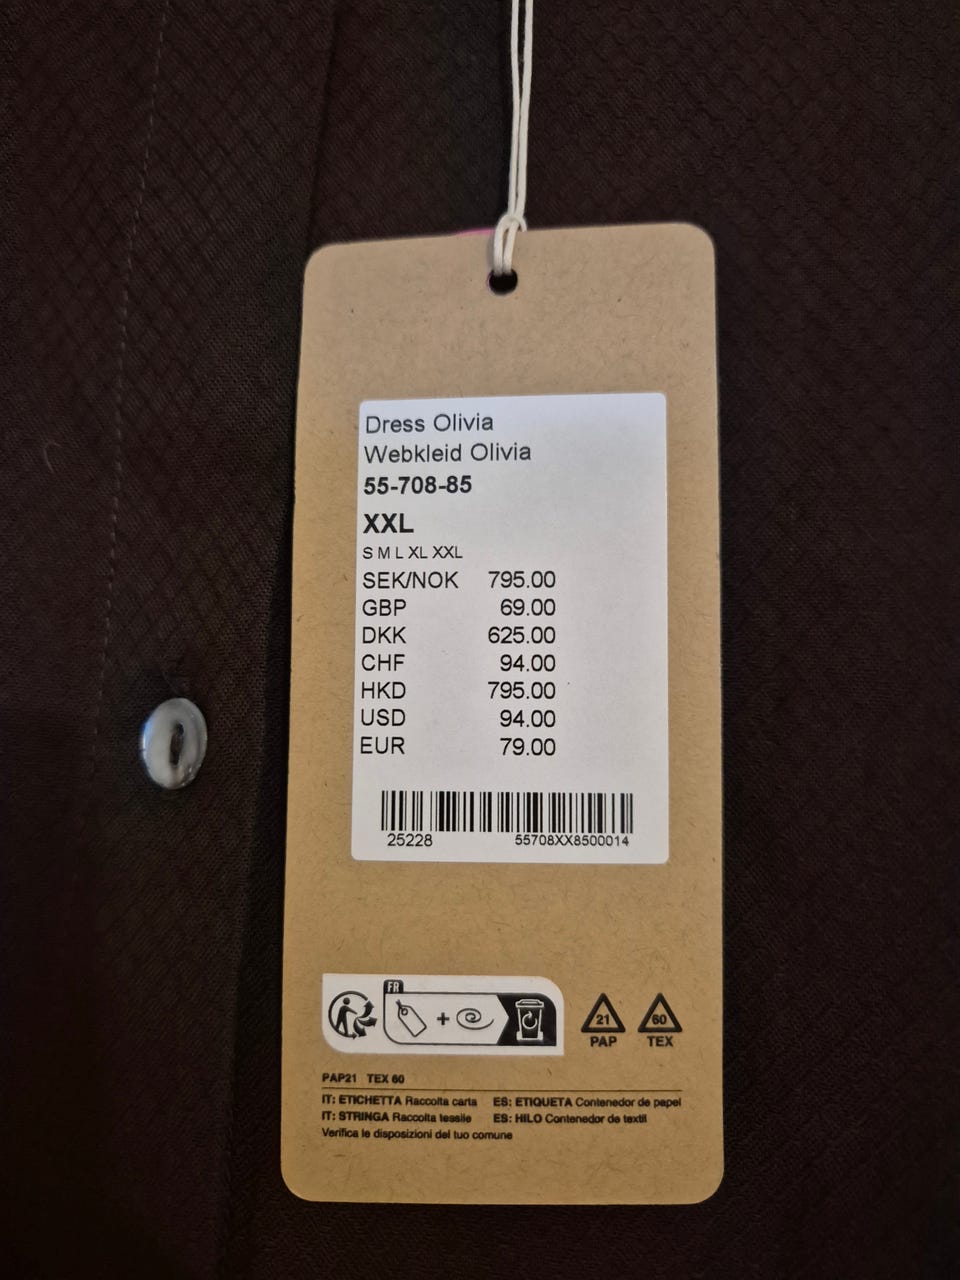 Dress Olivia
Webkleid Olivia
55-708-85
XXL
S M L XL XXL
SEK/NOK 795.00
GBP 69.00
DKK 625.00
CHF 94.00
HKD 795.00
USD 94.00
EUR 79.00
25228 55708XX8500014
FR
21 60
PAP TEX
PAP21 TEX 60
IT: ETICHETTA Raccolta carta ES: ETIQUETA Contenedor de papel
IT: STRINGA Raccolta tessile ES: HILO Contenedor de textil
Verifica le disposizioni del tuo comune